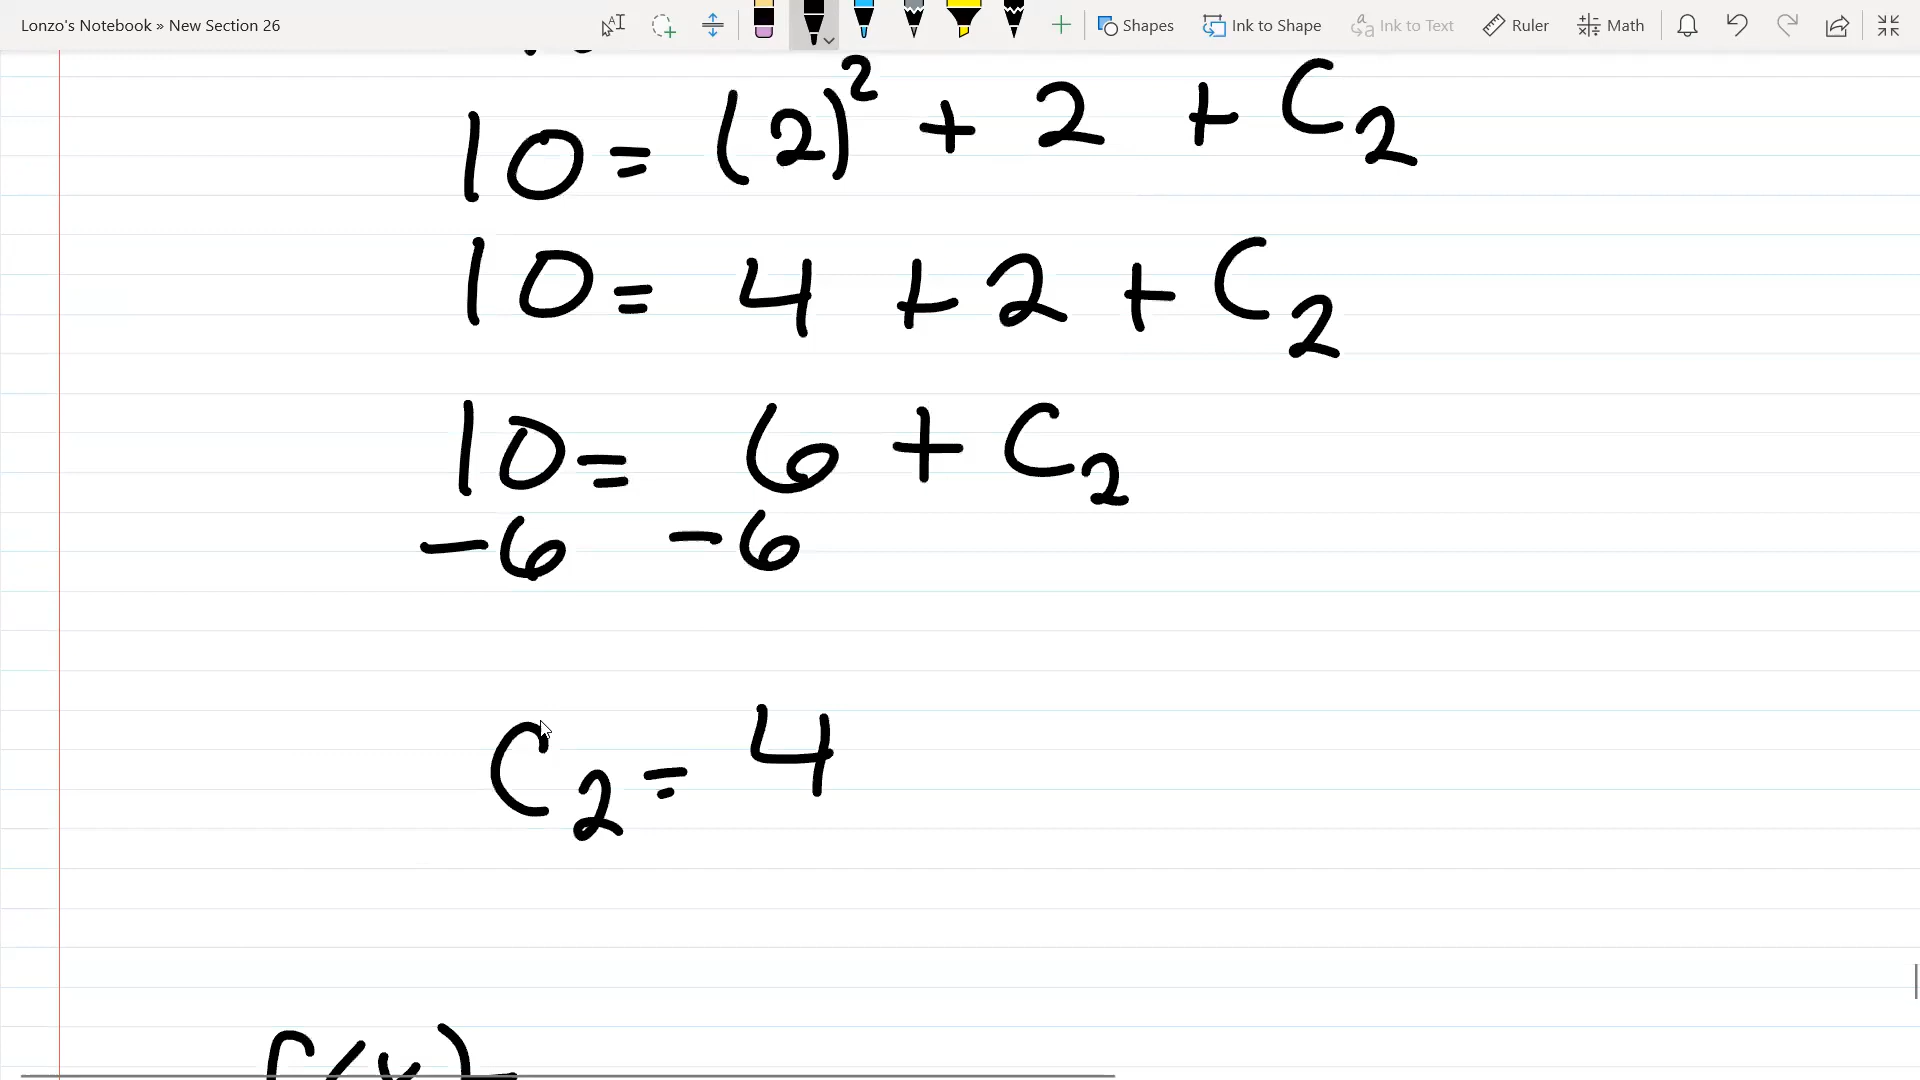 Lonzo's Notebook » New Section 26
Shapes Ink to Shape Ink to Text Ruler Math
10 = (2)² + 2 + C₂
10 = 4 + 2 + C₂
10 = 6 + C₂
-6 -6
C₂ = 4
f(x)